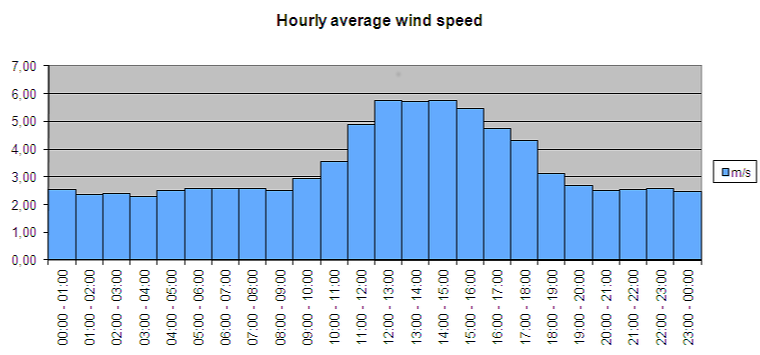 Hourly average wind speed
7,00
6,00
5,00
4,00
3,00
2,00
1,00
0,00
m/s
00:00 - 01:00
01:00 - 02:00
02:00 - 03:00
03:00 - 04:00
04:00 - 05:00
05:00 - 06:00
06:00 - 07:00
07:00 - 08:00
08:00 - 09:00
09:00 - 10:00
10:00 - 11:00
11:00 - 12:00
12:00 - 13:00
13:00 - 14:00
14:00 - 15:00
15:00 - 16:00
16:00 - 17:00
17:00 - 18:00
18:00 - 19:00
19:00 - 20:00
20:00 - 21:00
21:00 - 22:00
22:00 - 23:00
23:00 - 00:00